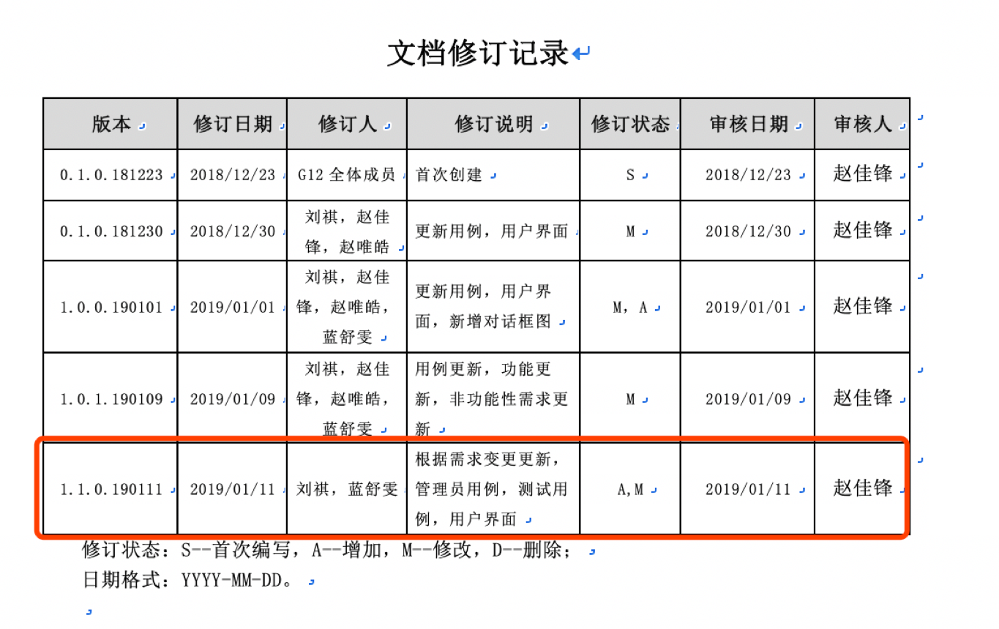 文档修订记录
版本 修订日期 修订人 修订说明 修订状态 审核日期 审核人
0.1.0.181223 2018/12/23 G12 全体成员 首次创建 S 2018/12/23 赵佳锋
0.1.0.181230 2018/12/30 刘祺，赵佳
锋，赵唯皓 更新用例，用户界面 M 2018/12/30 赵佳锋
1.0.0.190101 2019/01/01 刘祺，赵佳
锋，赵唯皓，
蓝舒雯 更新用例，用户界
面，新增对话框图 M，A 2019/01/01 赵佳锋
1.0.1.190109 2019/01/09 刘祺，赵佳
锋，赵唯皓，
蓝舒雯 用例更新，功能更
新，非功能性需求更
新 M 2019/01/09 赵佳锋
1.1.0.190111 2019/01/11 刘祺，蓝舒雯 根据需求变更更新，
管理员用例，测试用
例，用户界面 A,M 2019/01/11 赵佳锋
修订状态：S--首次编写，A--增加，M--修改，D--删除；
日期格式：YYYY-MM-DD。